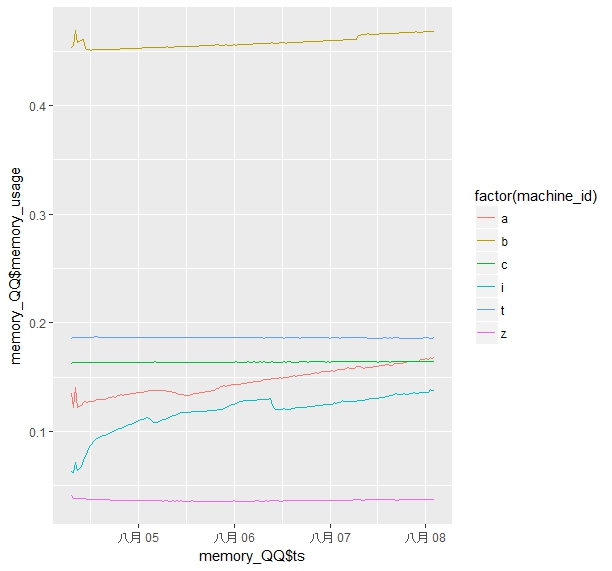 memory_QQ$memory_usage
0.4
0.3
0.2
0.1
八月 05
八月 06
八月 07
八月 08
memory_QQ$ts
factor(machine_id)
a
b
c
i
t
z